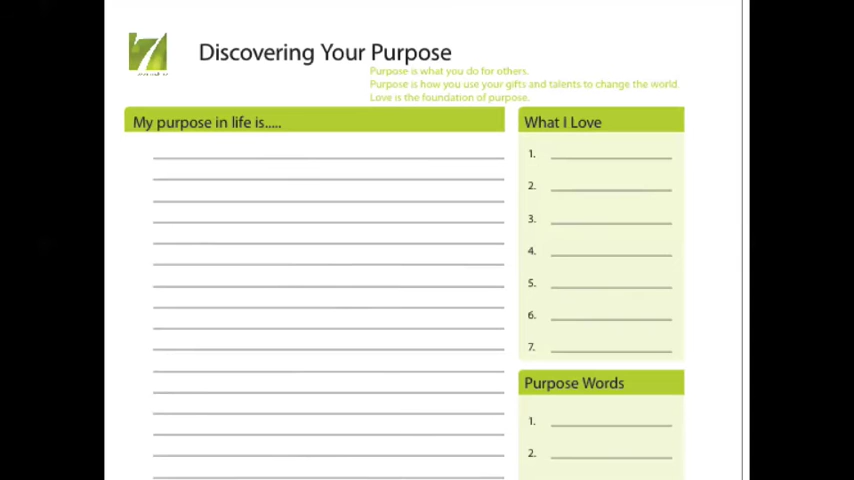 7
Discovering Your Purpose
Purpose is what you do for others.
Purpose is how you use your gifts and talents to change the world.
Love is the foundation of purpose.
My purpose in life is.....
What I Love
1.
2.
3.
4.
5.
6.
7.
Purpose Words
1.
2.